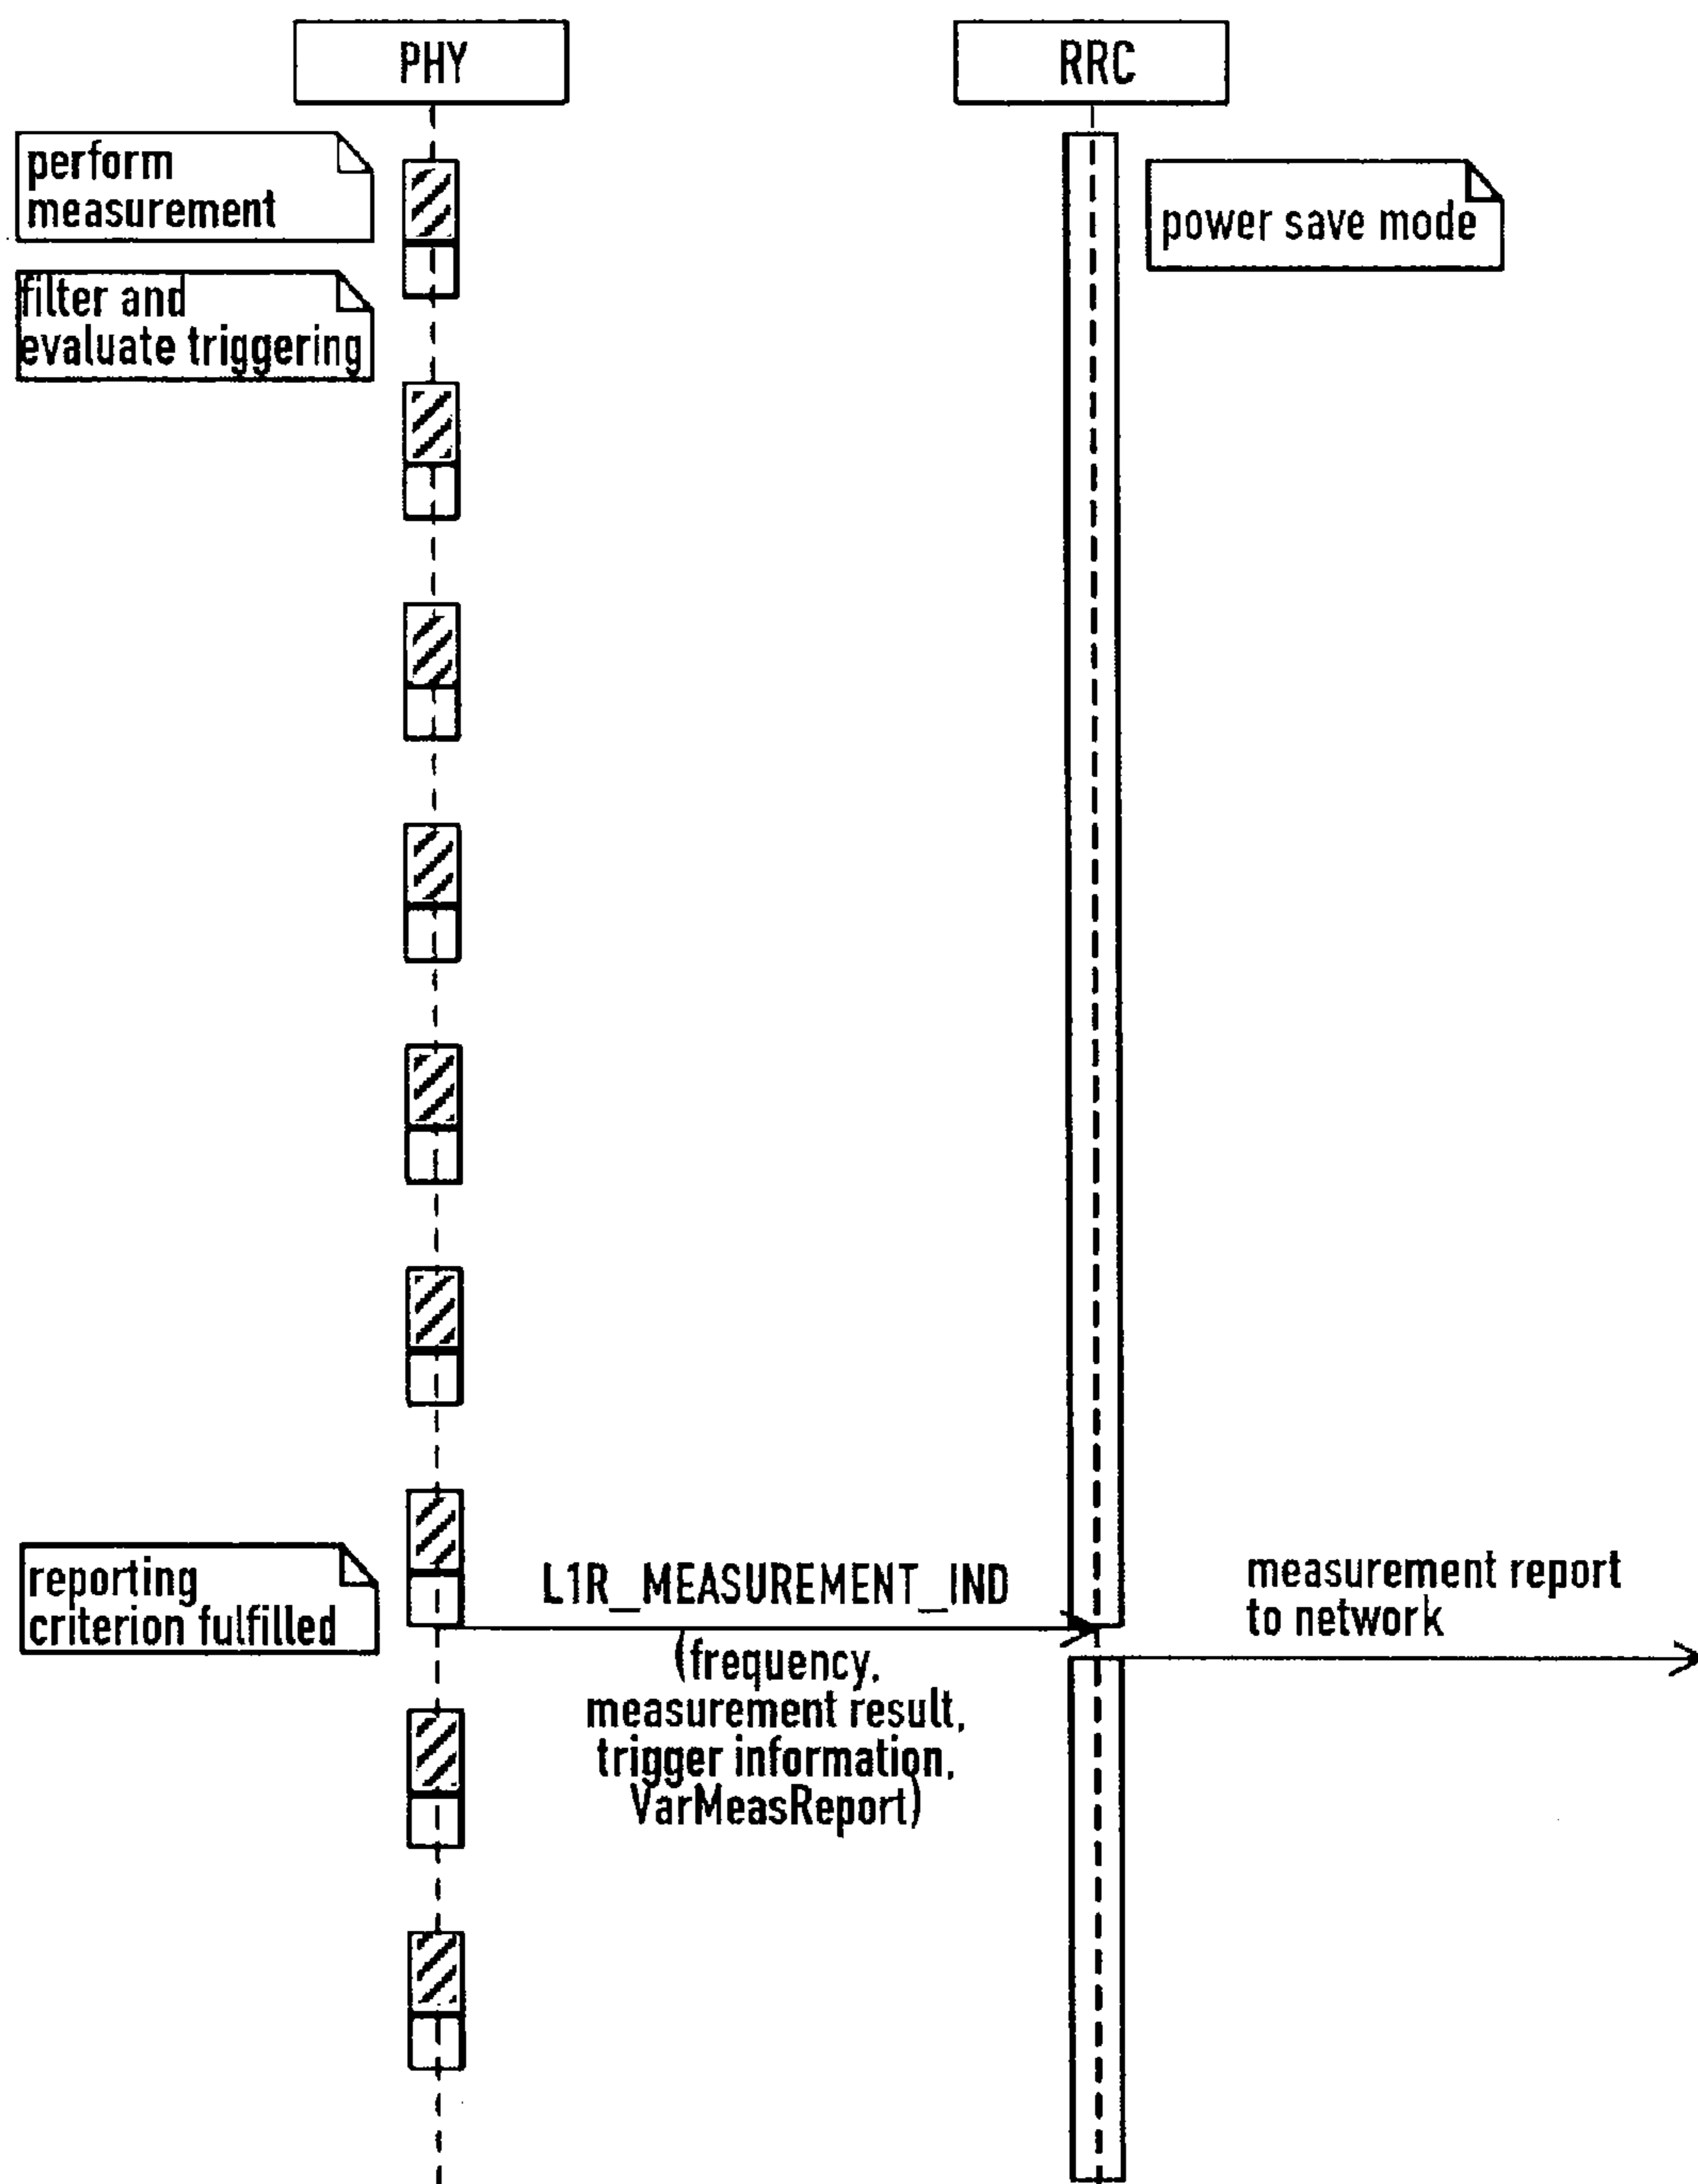 PHY
RRC
perform
measurement
power save mode
filter and
evaluate triggering
reporting
criterion fulfilled
L1R_MEASUREMENT_IND
(frequency,
measurement result,
trigger information,
VarMeasReport)
measurement report
to network